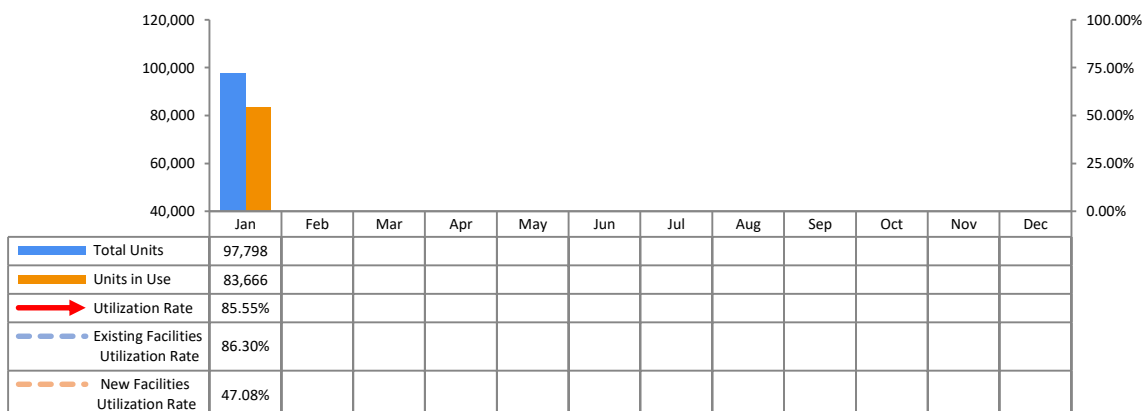 120,000
100,000
80,000
60,000
40,000
100.00%
75.00%
50.00%
25.00%
0.00%
Jan Feb Mar Apr May Jun Jul Aug Sep Oct Nov Dec
Total Units 97,798
Units in Use 83,666
Utilization Rate 85.55%
Existing Facilities
Utilization Rate 86.30%
New Facilities
Utilization Rate 47.08%